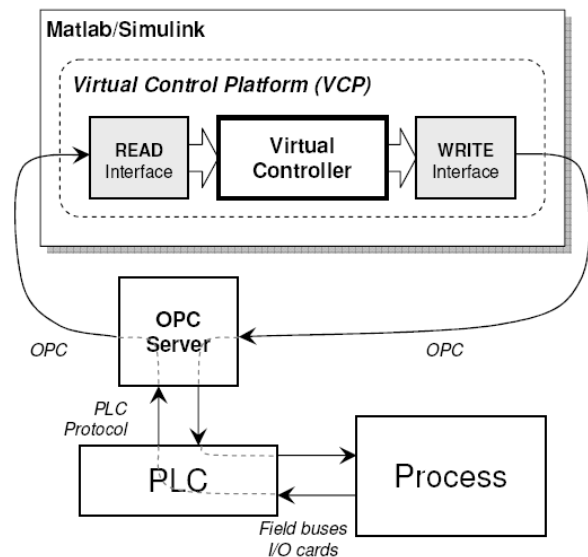 Matlab/Simulink
Virtual Control Platform (VCP)
READ
Interface
Virtual
Controller
WRITE
Interface
OPC
Server
OPC
OPC
PLC
Protocol
PLC
Process
Field buses
I/O cards